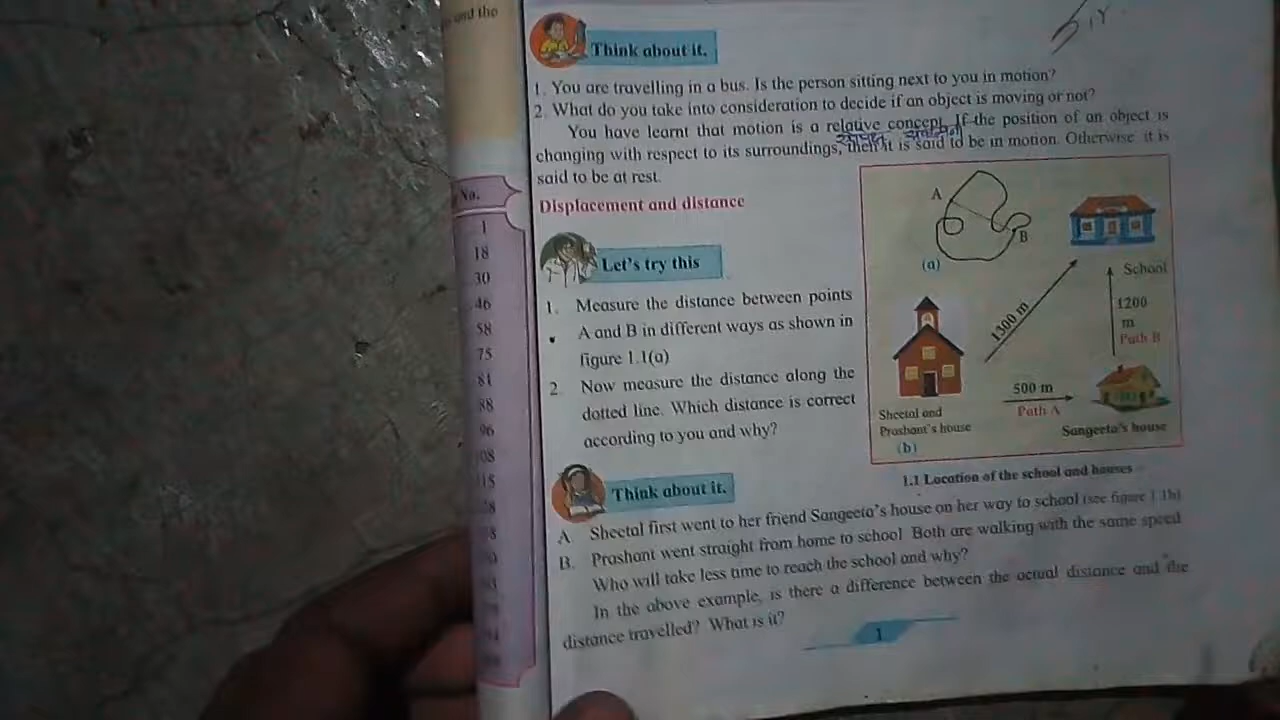 and the
Sir
Think about it.
1. You are travelling in a bus. Is the person sitting next to you in motion?
2. What do you take into consideration to decide if an object is moving or not?
You have learnt that motion is a relative concept. If the position of an object is
changing with respect to its surroundings, then it is said to be in motion. Otherwise it is
said to be at rest.
No.
1
18
30
46
58
75
81
88
96
108
115
Displacement and distance
Let's try this
1. Measure the distance between points
A and B in different ways as shown in
figure 1.1(a)
2. Now measure the distance along the
dotted line. Which distance is correct
according to you and why?
A
B
(a)
School
1300 m
1200
m
Path B
500 m
Path A
Sheetal and
Prashant's house
Sangeeta's house
(b)
1.1 Location of the school and houses
Think about it.
A. Sheetal first went to her friend Sangeeta's house on her way to school (see figure 1.1b)
B. Prashant went straight from home to school. Both are walking with the same speed
Who will take less time to reach the school and why?
In the above example, is there a difference between the actual distance and the
distance travelled? What is it?
1